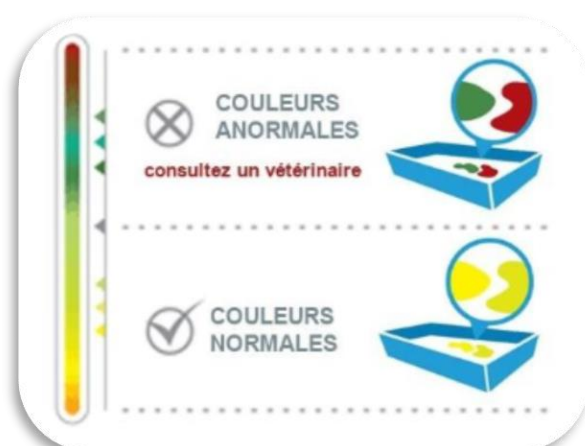 COULEURS
ANORMALES
consultez un vétérinaire
COULEURS
NORMALES